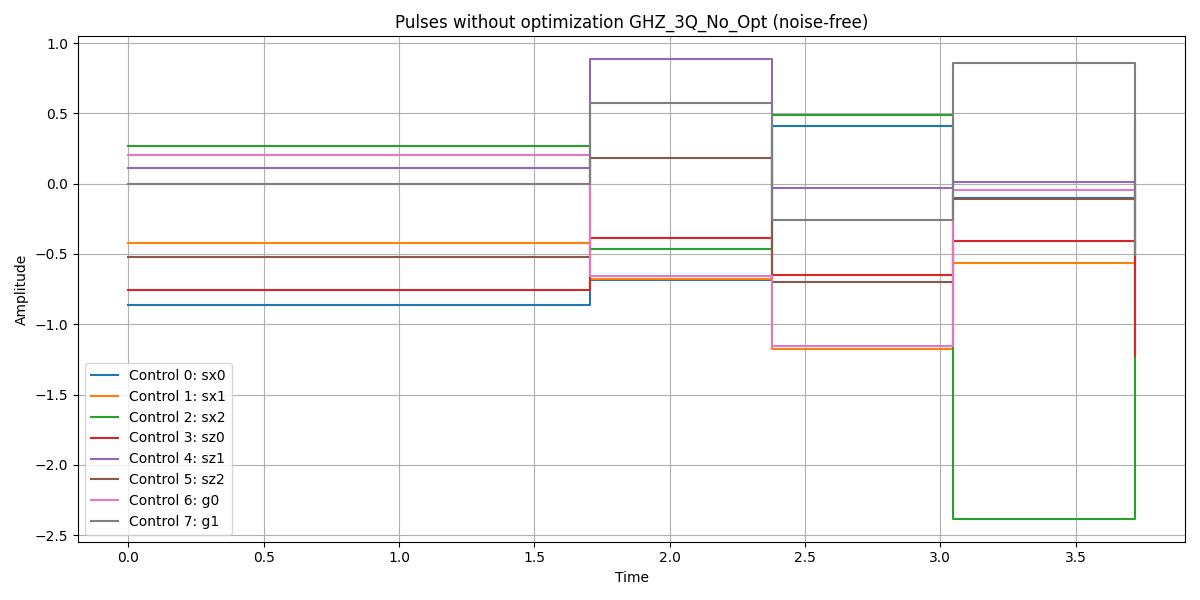 Pulses without optimization GHZ_3Q_No_Opt (noise-free)
Amplitude
1.0
0.5
0.0
−0.5
−1.0
−1.5
−2.0
−2.5
Control 0: sx0
Control 1: sx1
Control 2: sx2
Control 3: sz0
Control 4: sz1
Control 5: sz2
Control 6: g0
Control 7: g1
0.0 0.5 1.0 1.5 2.0 2.5 3.0 3.5
Time